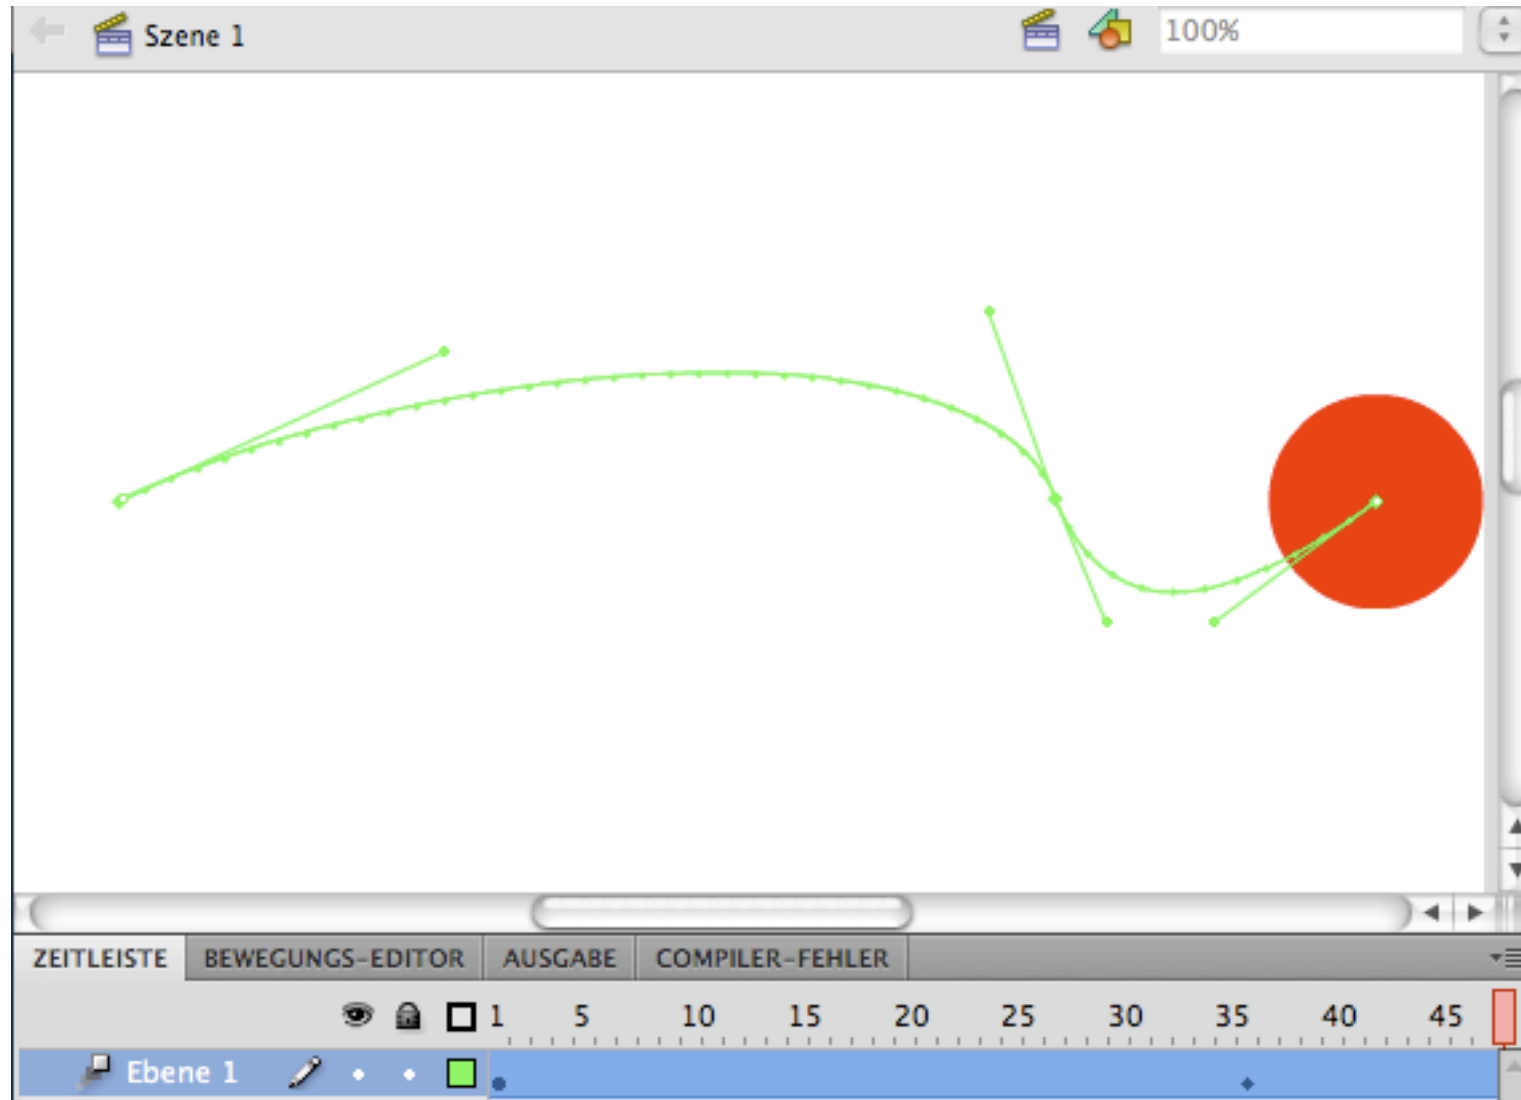 Szene 1 100%
ZEITLEISTE BEWEGUNGS-EDITOR AUSGABE COMPILER-FEHLER
1 5 10 15 20 25 30 35 40 45
Ebene 1